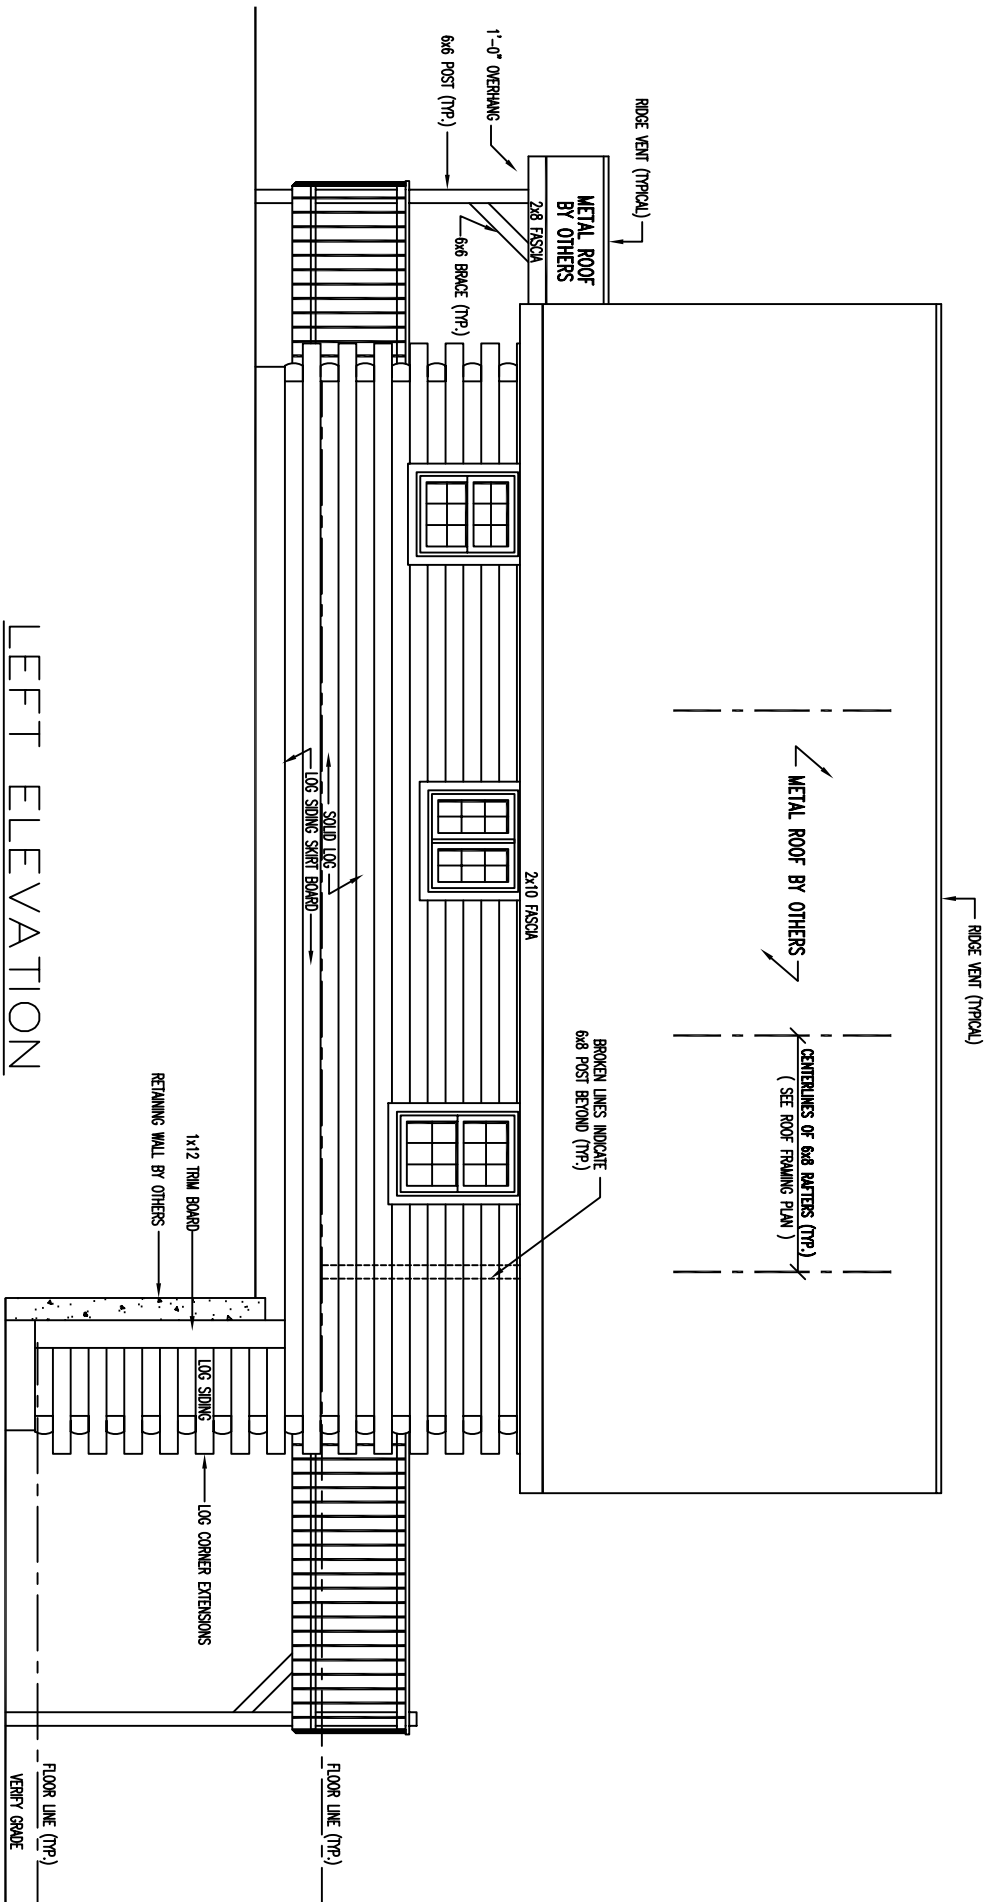 RIDGE VENT (TYPICAL)
METAL ROOF BY OTHERS
CENTERLINES OF 6x8 RAFTERS (TYP.)
( SEE ROOF FRAMING PLAN )
RIDGE VENT (TYPICAL)
METAL ROOF
BY OTHERS
2x8 FASCIA
1'-0" OVERHANG
6x6 POST (TYP.)
6x6 BRACE (TYP.)
2x10 FASCIA
BROKEN LINES INDICATE
6x8 POST BEYOND (TYP.)
SOLID LOG
LOG SIDING SKIRT BOARD
FLOOR LINE (TYP.)
LOG SIDING
LOG CORNER EXTENSIONS
1x12 TRIM BOARD
RETAINING WALL BY OTHERS
FLOOR LINE (TYP.)
VERIFY GRADE
LEFT ELEVATION